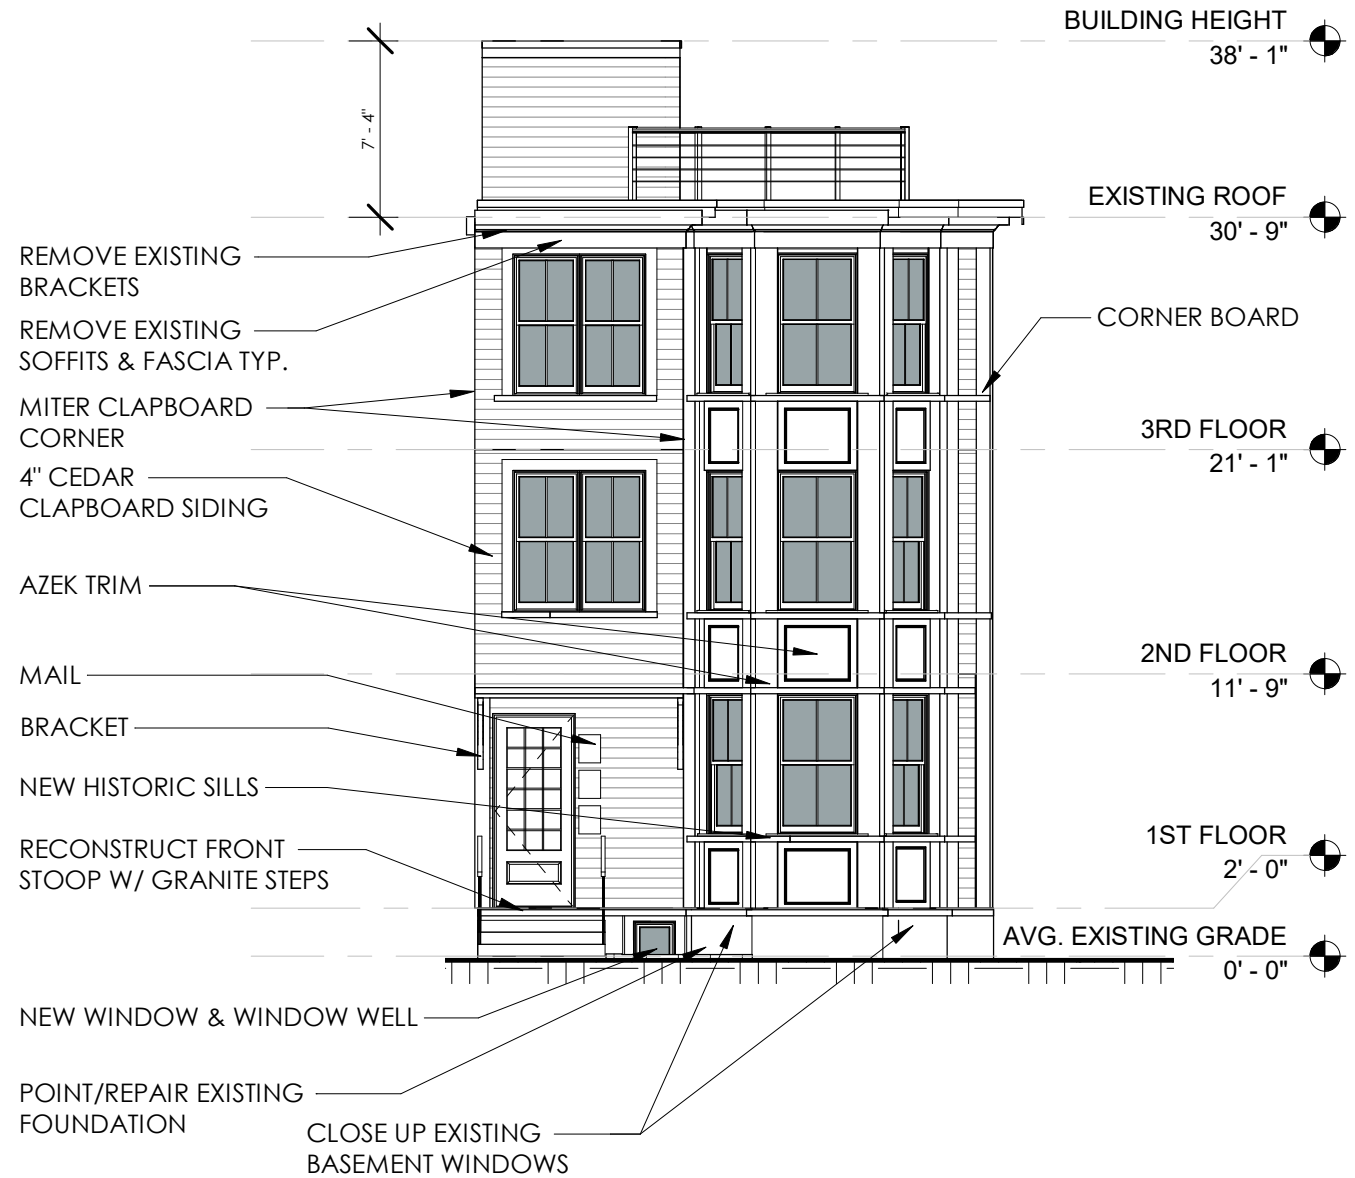 BUILDING HEIGHT
38' - 1"
7' - 4"
EXISTING ROOF
30' - 9"
REMOVE EXISTING
BRACKETS
REMOVE EXISTING
SOFFITS & FASCIA TYP.
CORNER BOARD
MITER CLAPBOARD
CORNER
3RD FLOOR
21' - 1"
4" CEDAR
CLAPBOARD SIDING
AZEK TRIM
2ND FLOOR
11' - 9"
MAIL
BRACKET
NEW HISTORIC SILLS
1ST FLOOR
2' - 0"
RECONSTRUCT FRONT
STOOP W/ GRANITE STEPS
AVG. EXISTING GRADE
0' - 0"
NEW WINDOW & WINDOW WELL
POINT/REPAIR EXISTING
FOUNDATION
CLOSE UP EXISTING
BASEMENT WINDOWS